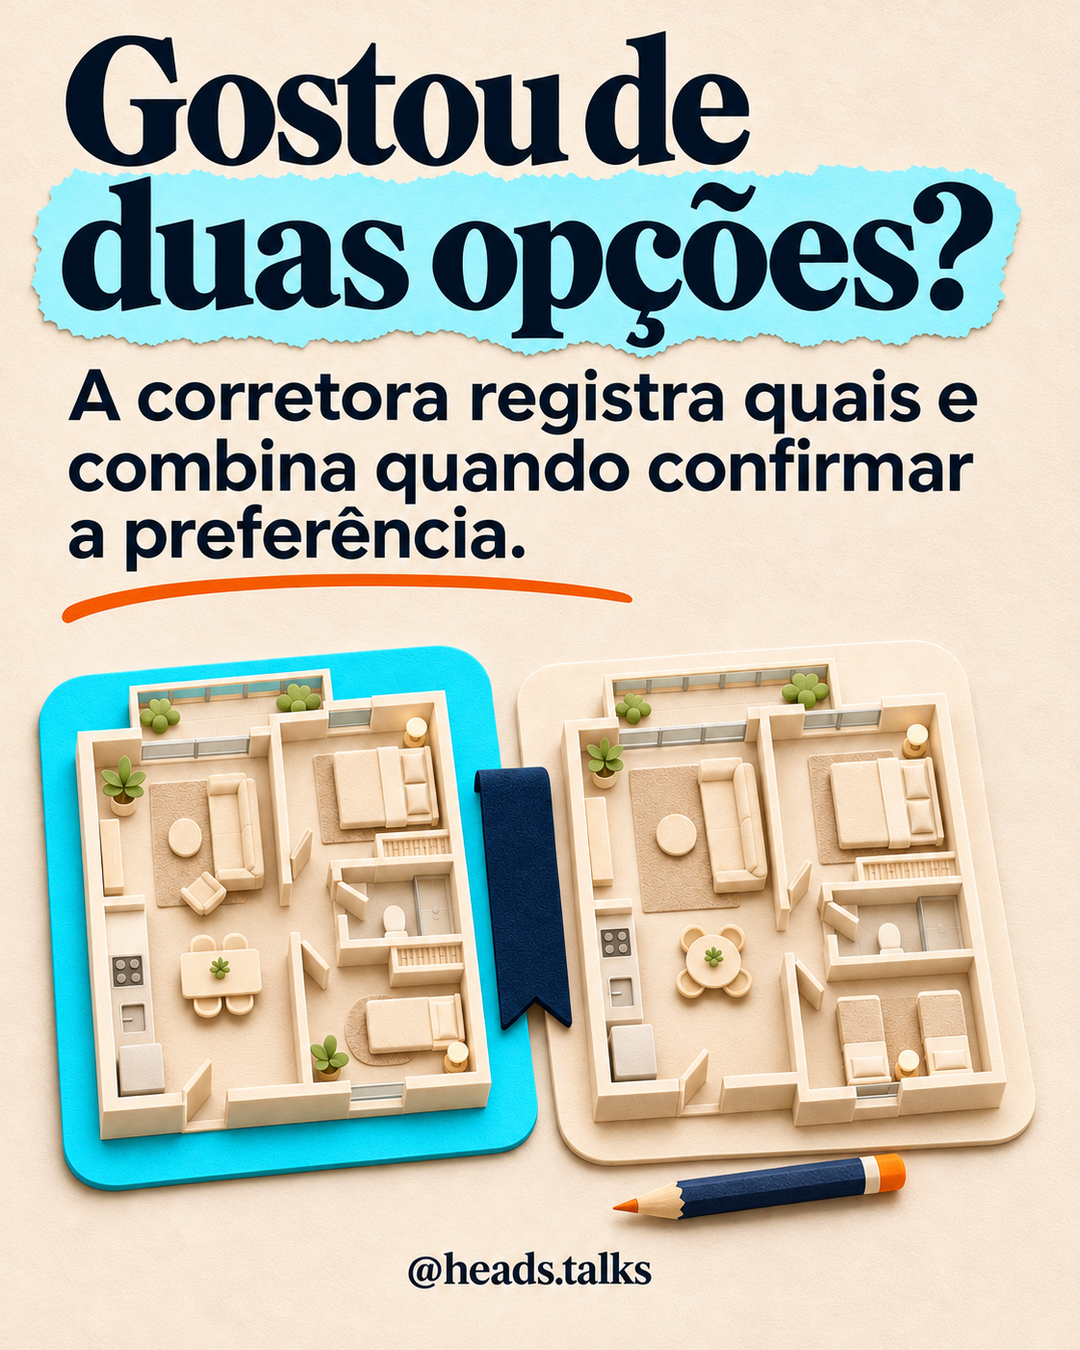 Gostou de
duas opções?
A corretora registra quais e
combina quando confirmar
a preferência.
@heads.talks